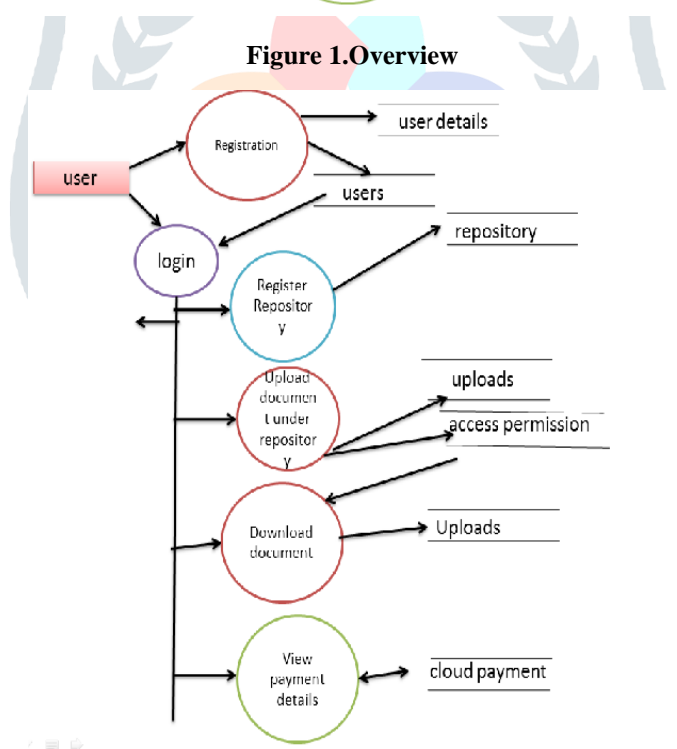 Figure 1.Overview
Registration
user details
user
users
repository
login
Register
Repositor
y
Upload
documen
t under
repositor
y
uploads
access permission
Download
document
Uploads
View
payment
details
cloud payment